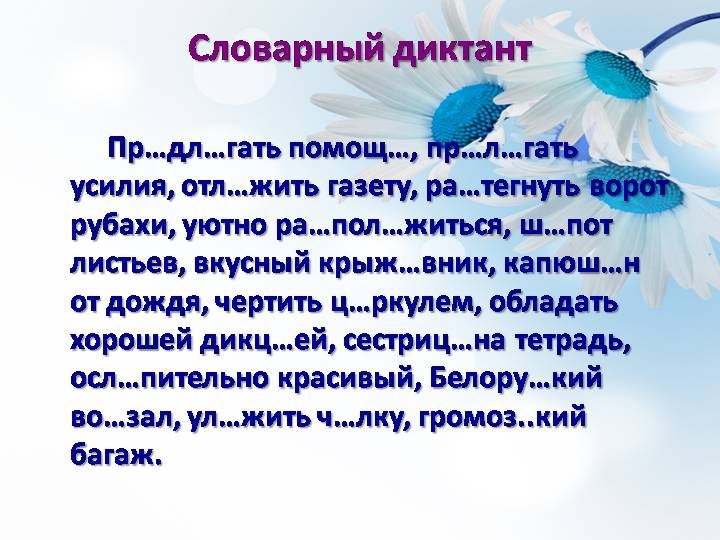 Словарный диктант
Пр…дл…гать помощ…, пр…л…гать
усилия, отл…жить газету, ра…тегнуть ворот
рубахи, уютно ра…пол…житься, ш…пот
листьев, вкусный крыж…вник, капюш…н
от дождя, чертить ц…ркулем, обладать
хорошей дикц…ей, сестриц…на тетрадь,
осл…пительно красивый, Белору…кий
во…зал, ул…жить ч…лку, громоз..кий
багаж.